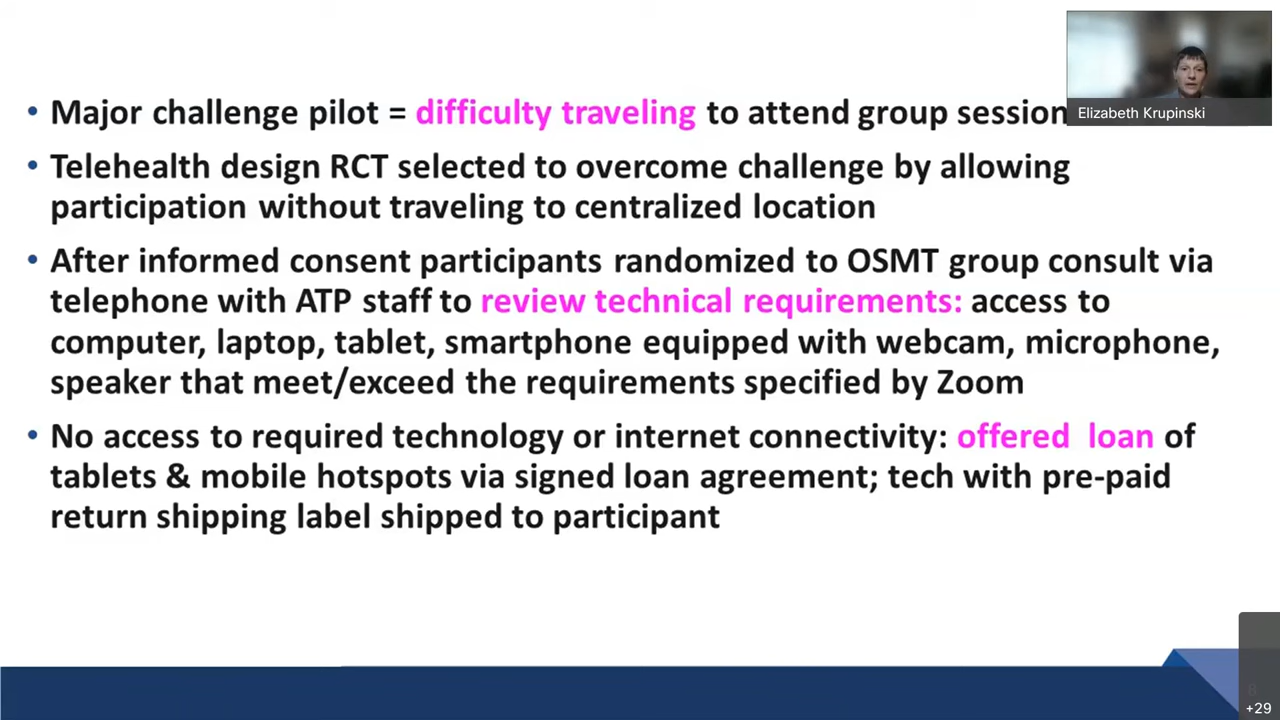 • Major challenge pilot = difficulty traveling to attend group session
Elizabeth Krupinski
• Telehealth design RCT selected to overcome challenge by allowing
participation without traveling to centralized location
• After informed consent participants randomized to OSMT group consult via
telephone with ATP staff to review technical requirements: access to
computer, laptop, tablet, smartphone equipped with webcam, microphone,
speaker that meet/exceed the requirements specified by Zoom
• No access to required technology or internet connectivity: offered loan of
tablets & mobile hotspots via signed loan agreement; tech with pre-paid
return shipping label shipped to participant
8
+29